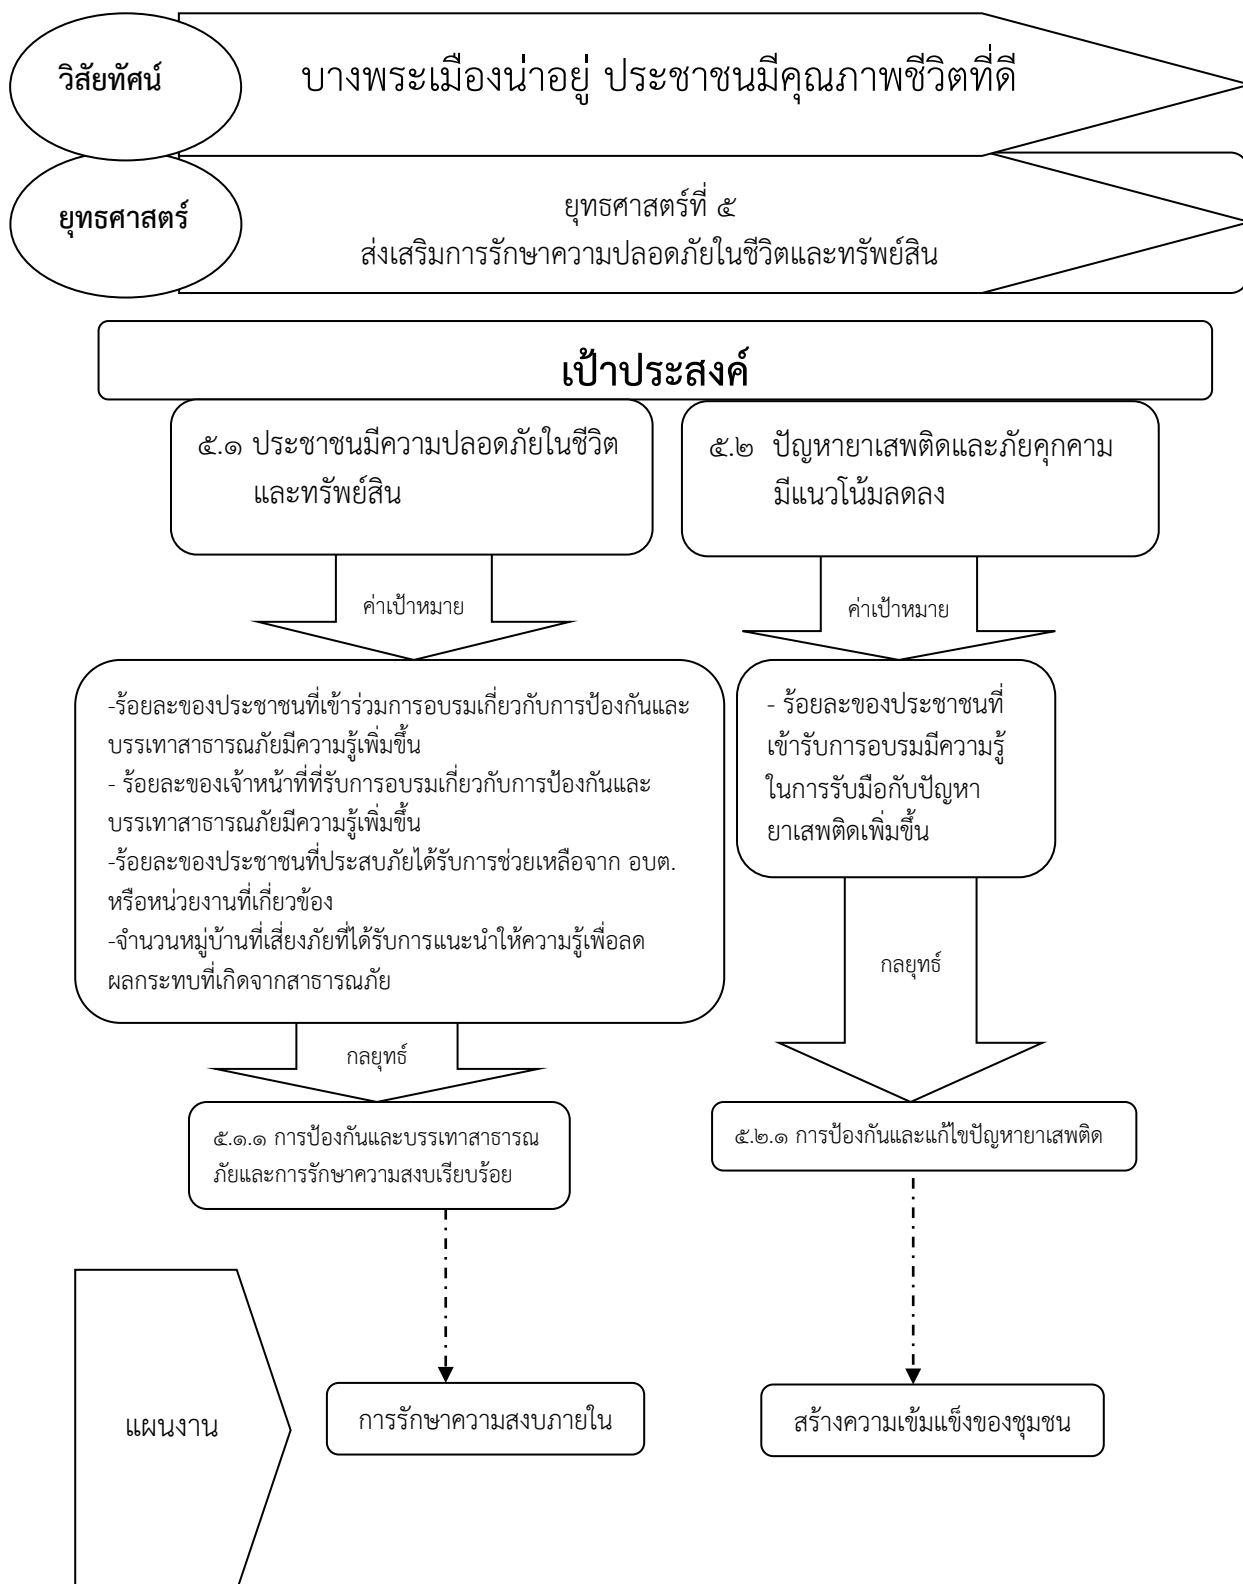 วิสัยทัศน์
บางพระเมืองน่าอยู่ ประชาชนมีคุณภาพชีวิตที่ดี
ยุทธศาสตร์
ยุทธศาสตร์ที่ ๕
ส่งเสริมการรักษาความปลอดภัยในชีวิตและทรัพย์สิน
เป้าประสงค์
๕.๑ ประชาชนมีความปลอดภัยในชีวิต
และทรัพย์สิน
๕.๒ ปัญหายาเสพติดและภัยคุกคาม
มีแนวโน้มลดลง
ค่าเป้าหมาย
ค่าเป้าหมาย
-ร้อยละของประชาชนที่เข้าร่วมการอบรมเกี่ยวกับการป้องกันและ
บรรเทาสาธารณภัยมีความรู้เพิ่มขึ้น
- ร้อยละของเจ้าหน้าที่ที่รับการอบรมเกี่ยวกับการป้องกันและ
บรรเทาสาธารณภัยมีความรู้เพิ่มขึ้น
-ร้อยละของประชาชนที่ประสบภัยได้รับการช่วยเหลือจาก อบต.
หรือหน่วยงานที่เกี่ยวข้อง
-จำนวนหมู่บ้านที่เสี่ยงภัยที่ได้รับการแนะนำให้ความรู้เพื่อลด
ผลกระทบที่เกิดจากสาธารณภัย
- ร้อยละของประชาชนที่
เข้ารับการอบรมมีความรู้
ในการรับมือกับปัญหา
ยาเสพติดเพิ่มขึ้น
กลยุทธ์
กลยุทธ์
๕.๑.๑ การป้องกันและบรรเทาสาธารณ
ภัยและการรักษาความสงบเรียบร้อย
๕.๒.๑ การป้องกันและแก้ไขปัญหายาเสพติด
แผนงาน
การรักษาความสงบภายใน
สร้างความเข้มแข็งของชุมชน